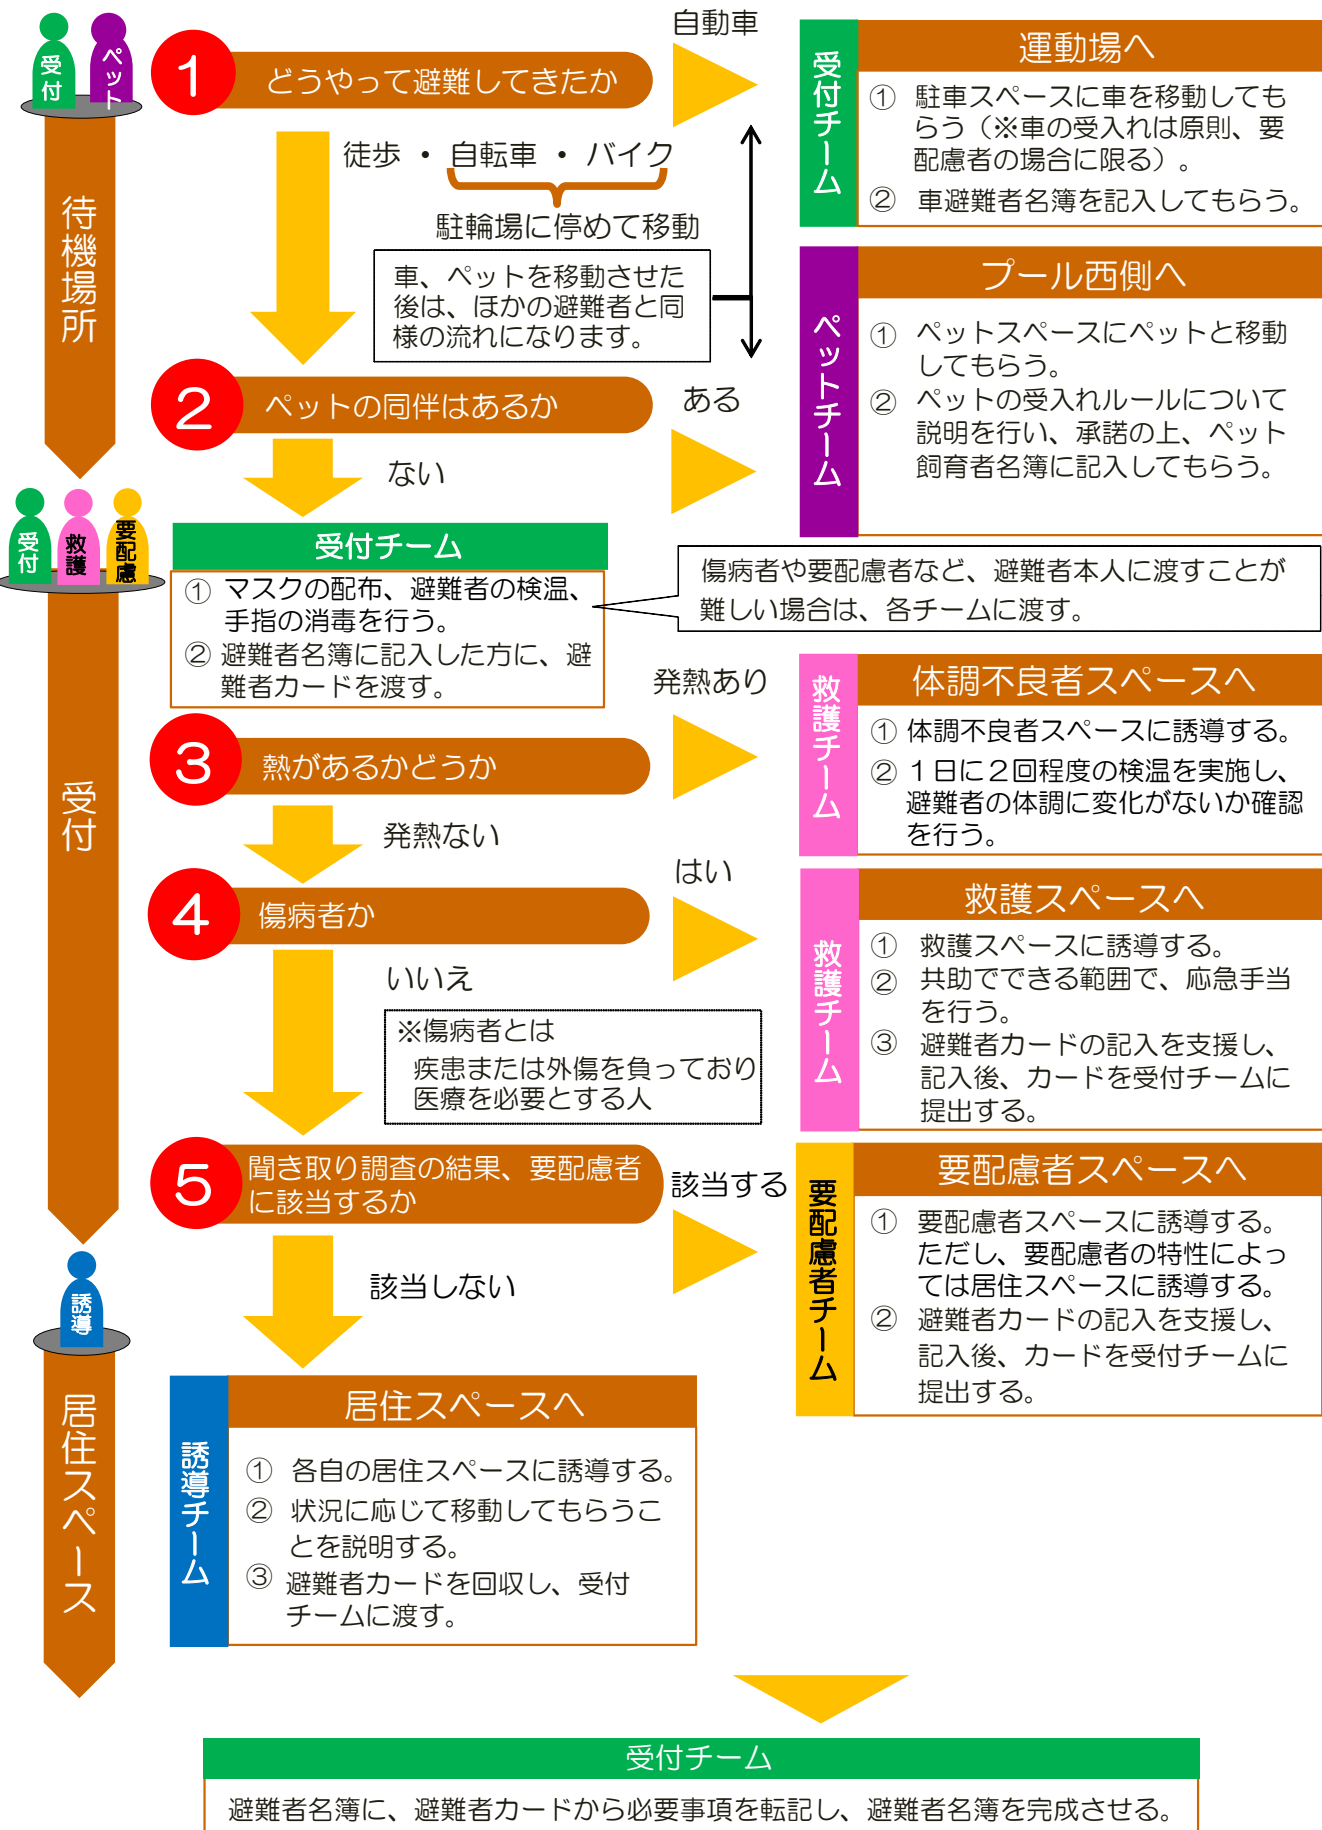 受付
ペット
待機場所
1
どうやって避難してきたか
自動車
徒歩 ・ 自転車 ・ バイク
駐輪場に停めて移動
車、ペットを移動させた
後は、ほかの避難者と同
様の流れになります。
受付チーム
運動場へ
① 駐車スペースに車を移動しても
らう（※車の受入れは原則、要
配慮者の場合に限る）。
② 車避難者名簿を記入してもらう。
2
ペットの同伴はあるか
ある
ない
ペットチーム
プール西側へ
① ペットスペースにペットと移動
してもらう。
② ペットの受入れルールについて
説明を行い、承諾の上、ペット
飼育者名簿に記入してもらう。
受付
救護
要配慮
受付
受付チーム
① マスクの配布、避難者の検温、
手指の消毒を行う。
② 避難者名簿に記入した方に、避
難者カードを渡す。
傷病者や要配慮者など、避難者本人に渡すことが
難しい場合は、各チームに渡す。
3
熱があるかどうか
発熱あり
発熱ない
救護チーム
体調不良者スペースへ
① 体調不良者スペースに誘導する。
② １日に２回程度の検温を実施し、
避難者の体調に変化がないか確認
を行う。
4
傷病者か
はい
いいえ
※傷病者とは
疾患または外傷を負っており
医療を必要とする人
救護チーム
救護スペースへ
① 救護スペースに誘導する。
② 共助でできる範囲で、応急手当
を行う。
③ 避難者カードの記入を支援し、
記入後、カードを受付チームに
提出する。
5
聞き取り調査の結果、要配慮者
に該当するか
該当する
該当しない
要配慮者チーム
要配慮者スペースへ
① 要配慮者スペースに誘導する。
ただし、要配慮者の特性によっ
ては居住スペースに誘導する。
② 避難者カードの記入を支援し、
記入後、カードを受付チームに
提出する。
誘導
居住スペース
誘導チーム
居住スペースへ
① 各自の居住スペースに誘導する。
② 状況に応じて移動してもらうこ
とを説明する。
③ 避難者カードを回収し、受付
チームに渡す。
受付チーム
避難者名簿に、避難者カードから必要事項を転記し、避難者名簿を完成させる。